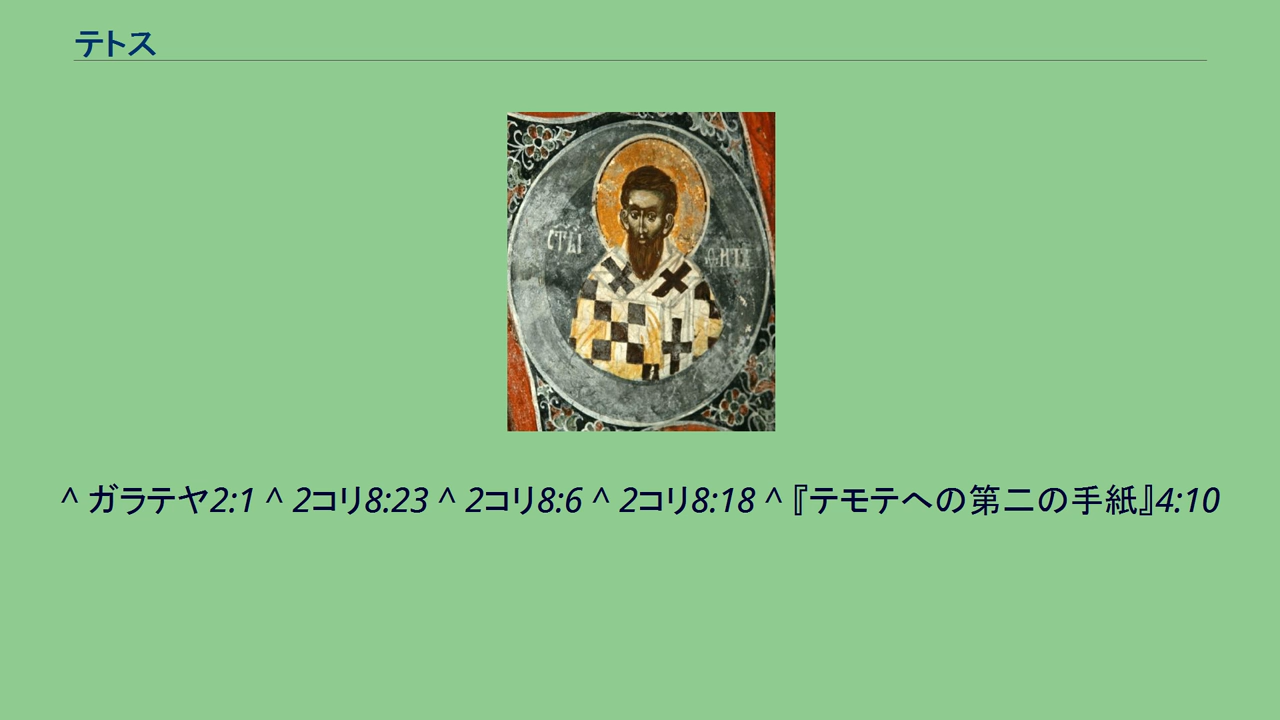 テトス
^ ガラテヤ2:1 ^ 2コリ8:23 ^ 2コリ8:6 ^ 2コリ8:18 ^ 『テモテへの第二の手紙』4:10